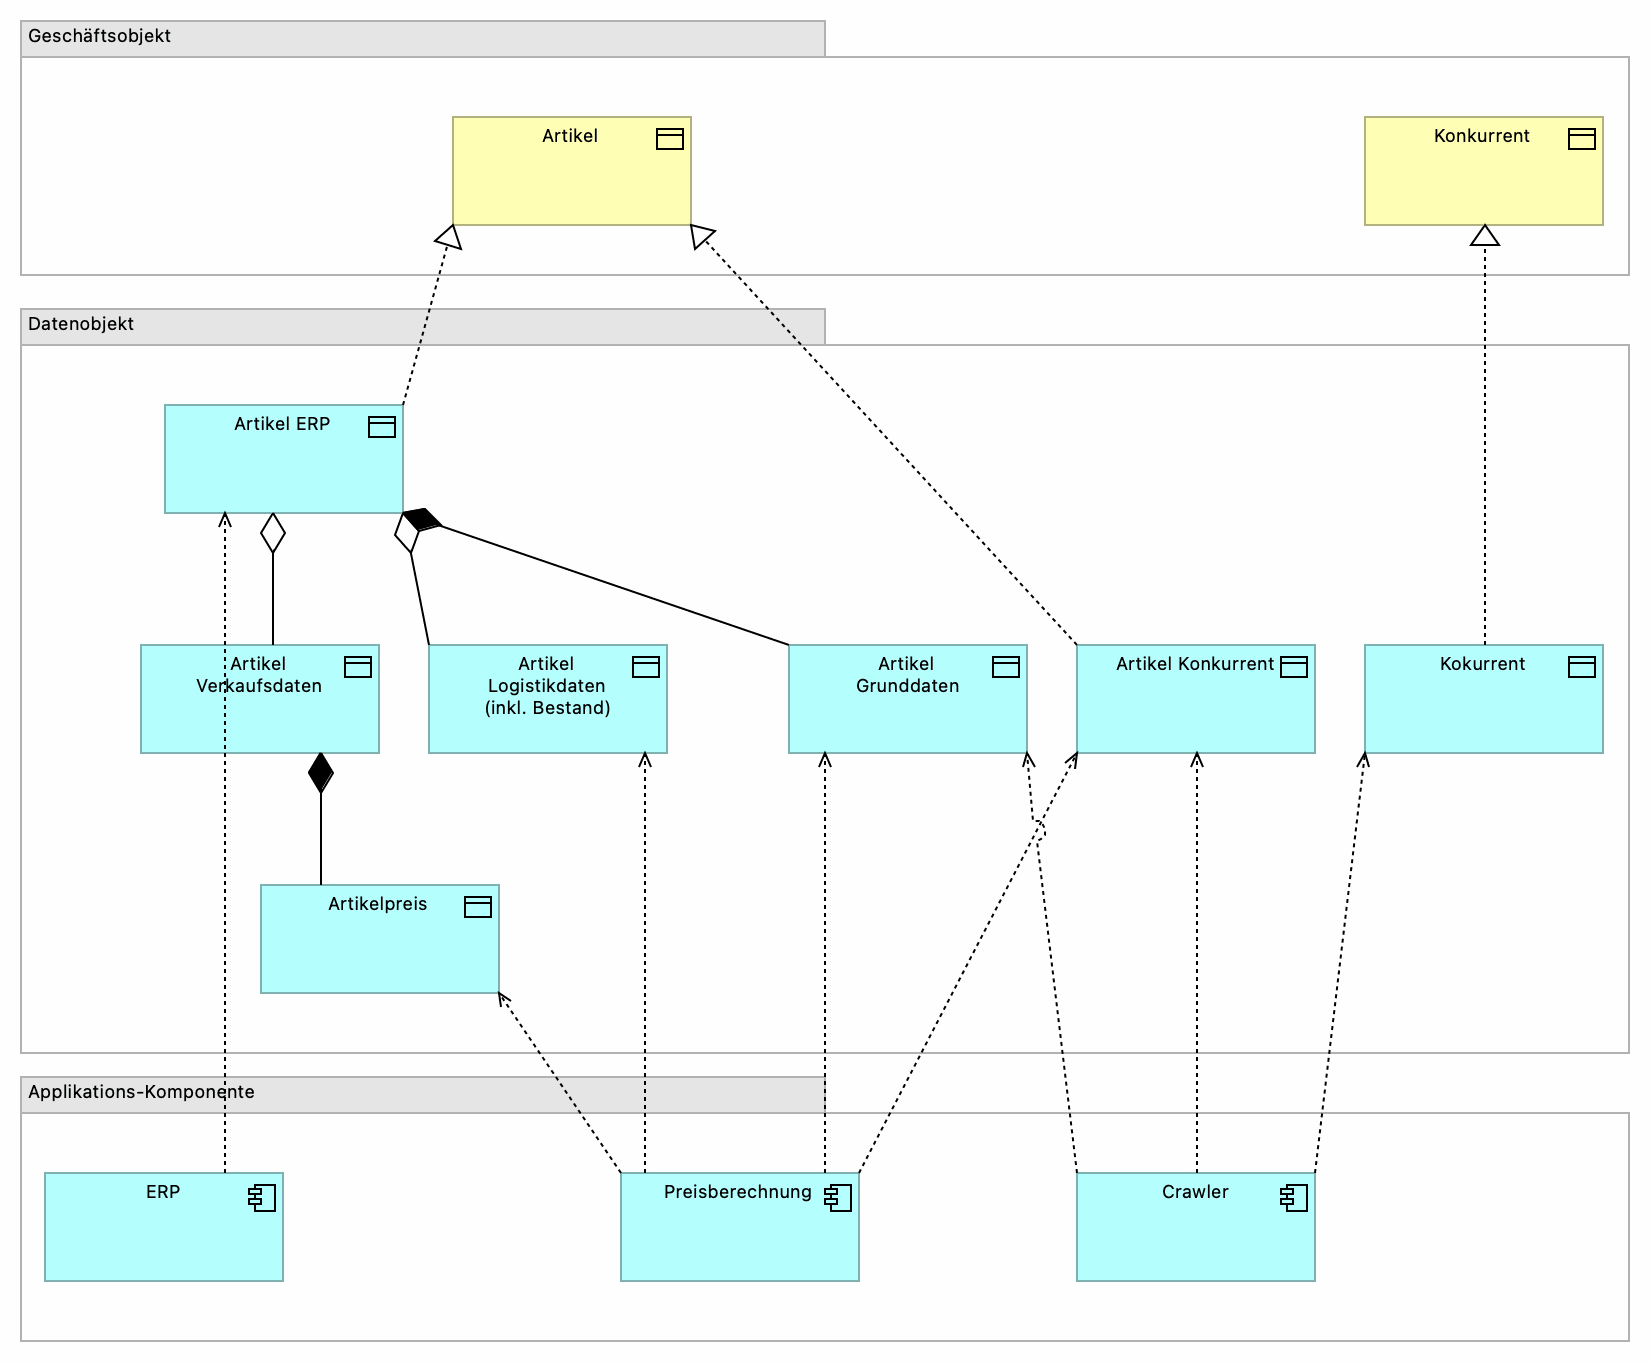 Geschäftsobjekt
Artikel
Konkurrent
Datenobjekt
Artikel ERP
Artikel
Verkaufsdaten
Artikel
Logistikdaten
(inkl. Bestand)
Artikel
Grunddaten
Artikel Konkurrent
Kokurrent
Artikelpreis
Applikations-Komponente
ERP
Preisberechnung
Crawler